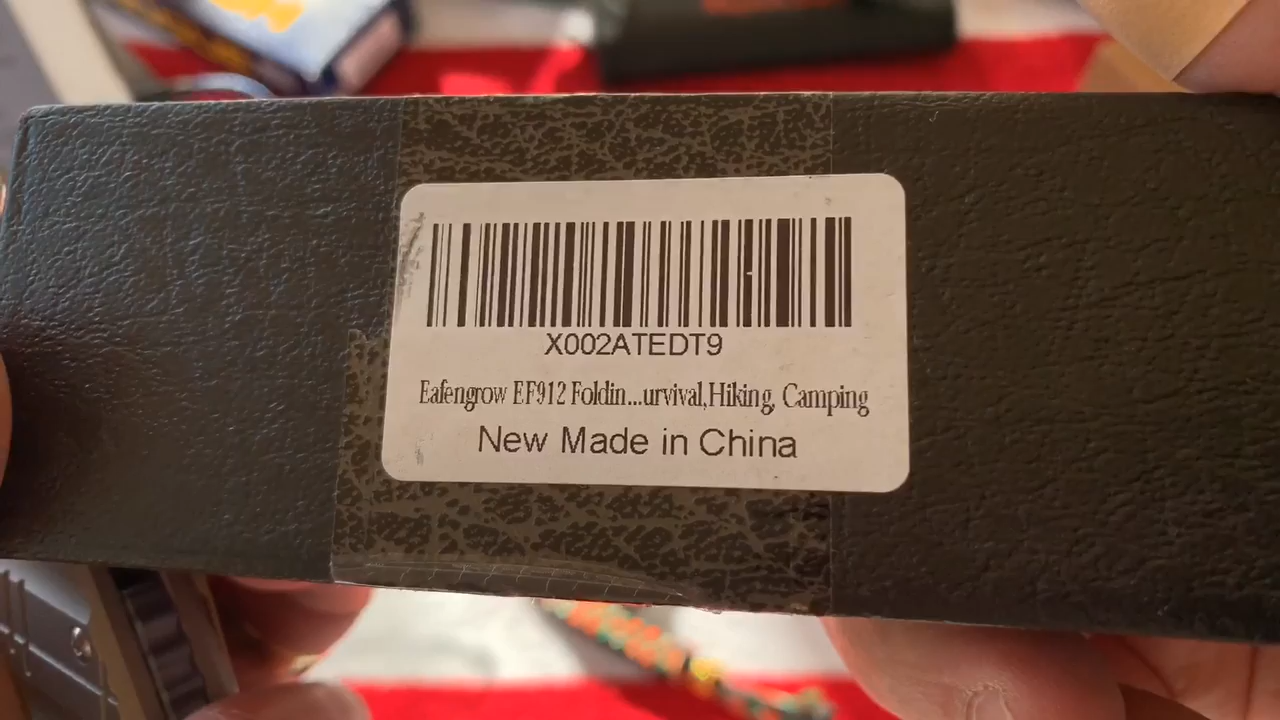 X002ATEDT9
Eafengrow EF912 Foldin...urvival,Hiking, Camping
New Made in China